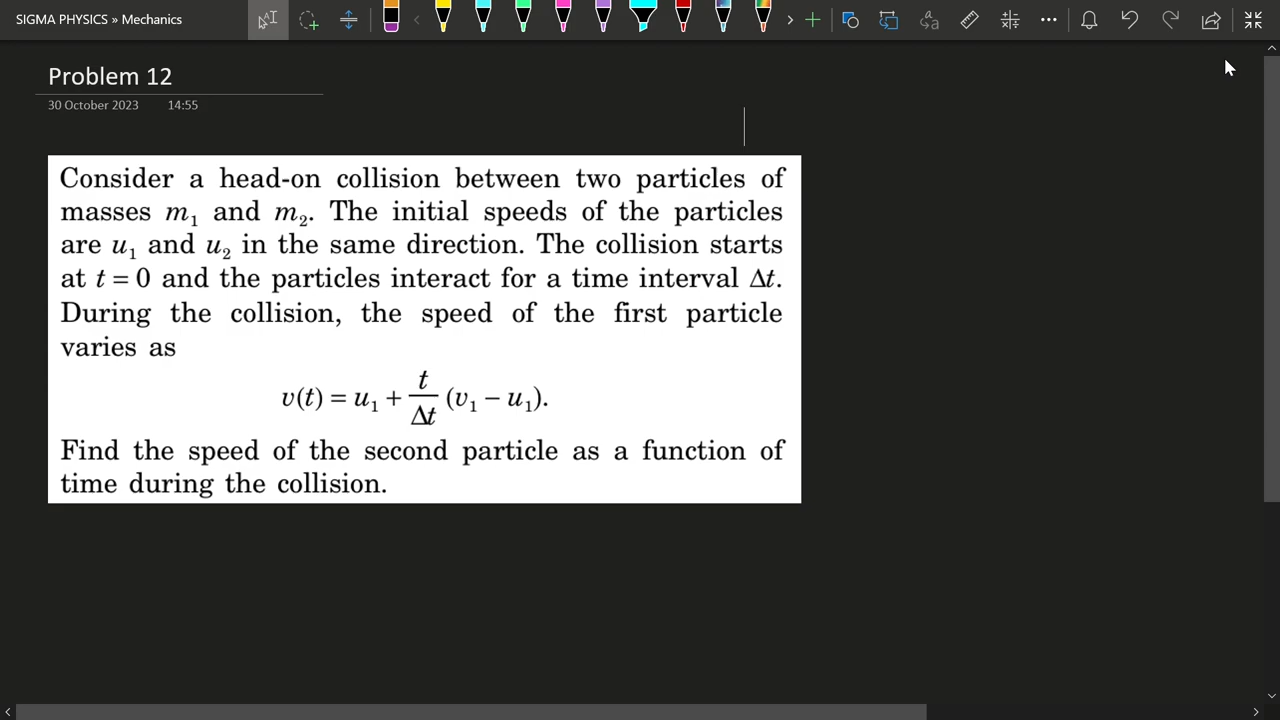 SIGMA PHYSICS » Mechanics
Problem 12
30 October 2023 14:55
Consider a head-on collision between two particles of
masses m₁ and m₂. The initial speeds of the particles
are u₁ and u₂ in the same direction. The collision starts
at t = 0 and the particles interact for a time interval Δt.
During the collision, the speed of the first particle
varies as
v(t) = u₁ + t/Δt (v₁ − u₁).
Find the speed of the second particle as a function of
time during the collision.